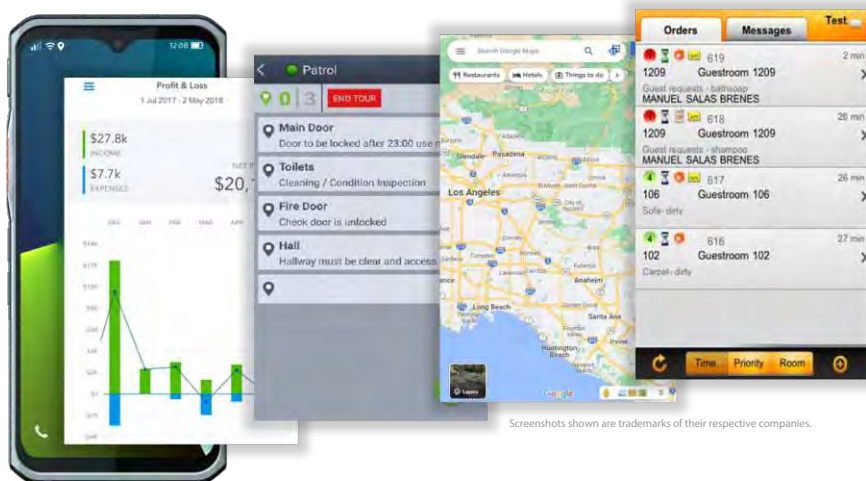 12:08
Profit & Loss
1 Jul 2017 - 2 May 2018
$27.8k
INCOME
$7.7k
EXPENSES
$20,
DEC JAN FEB MAR APR
Patrol
0 3 END TOUR
Main Door
Door to be locked after 23:00 use
Toilets
Cleaning / Condition Inspection
Fire Door
Check door is unlocked
Hall
Hallway must be clear and access
Search Google Maps
Restaurants Hotels Things to do
Glendale Pasadena
Los Angeles
Anaheim
Long Beach
Santa Ana
Irvine
Huntington
Beach
Layers
Google
Orders Messages Test
619 2 min
1209 Guestroom 1209
Guest requests - bathsoap
MANUEL SALAS BRENES
618 26 min
1209 Guestroom 1209
Guest requests - shampoo
MANUEL SALAS BRENES
4 617 26 min
106 Guestroom 106
Sofa- dirty
4 616 27 min
102 Guestroom 102
Carpet- dirty
Time Priority Room
Screenshots shown are trademarks of their respective companies.